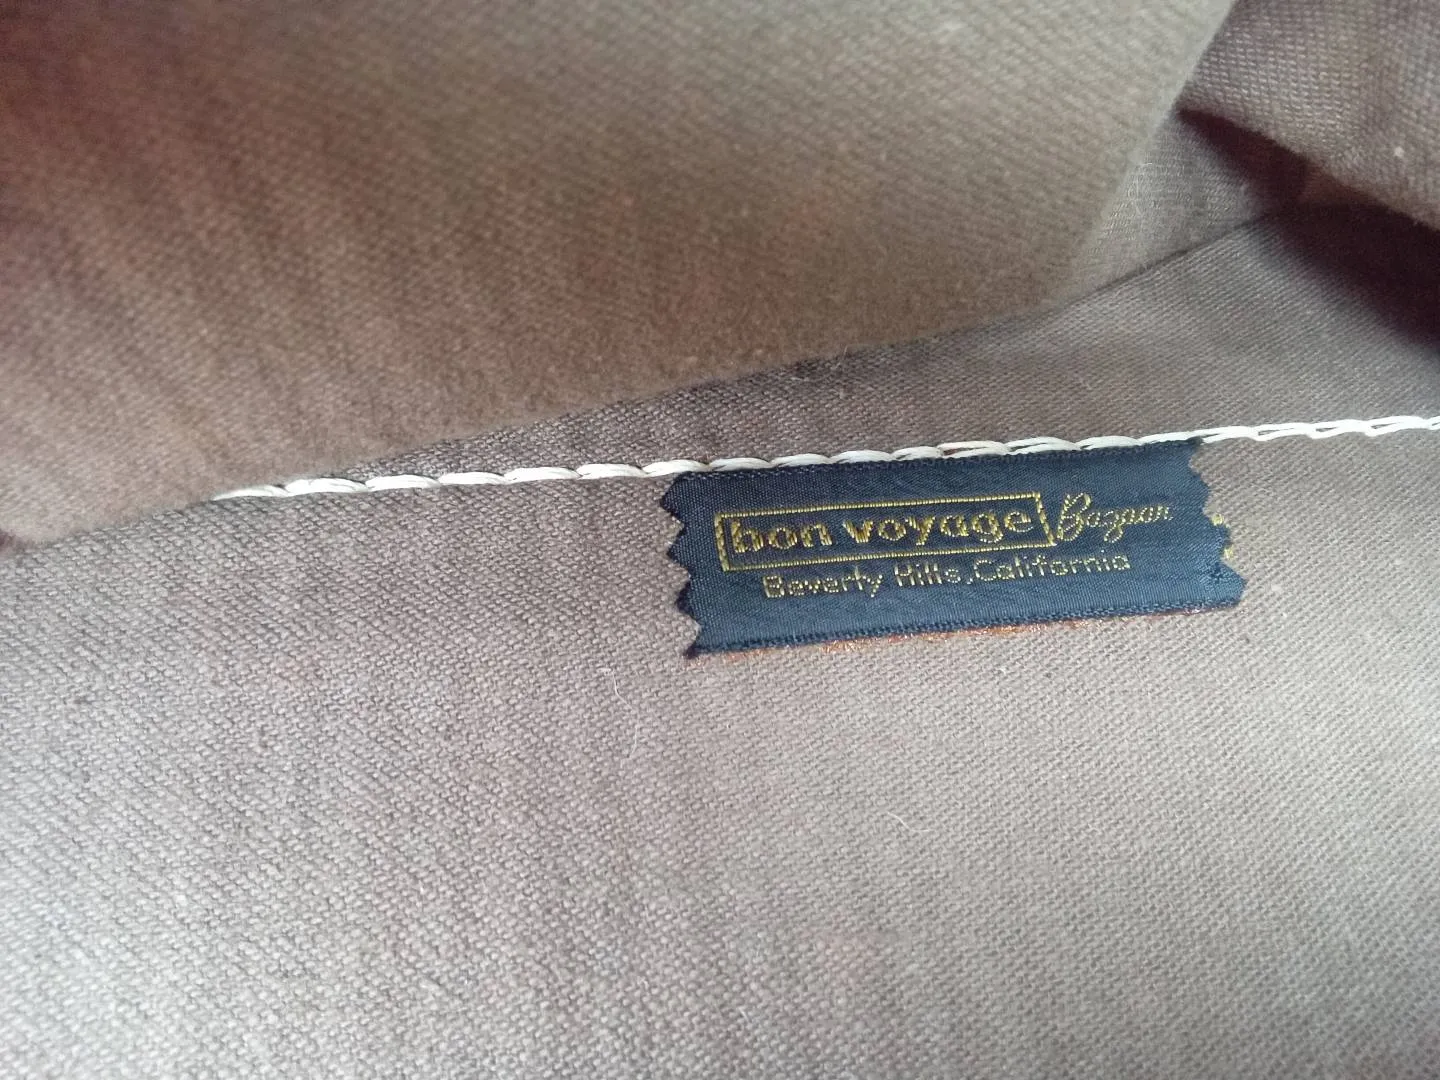 bon voyage Bazaar
Beverly Hills, California